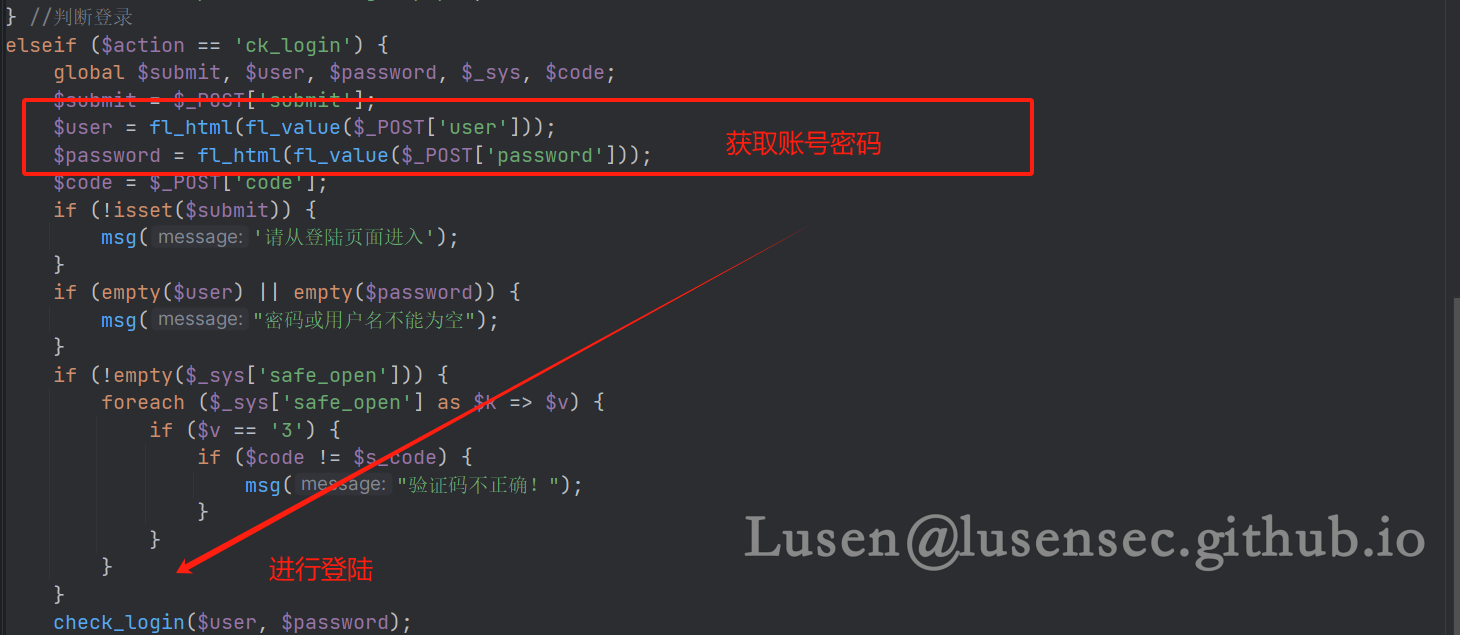 } //判断登录
elseif ($action == 'ck_login') {
global $submit, $user, $password, $_sys, $code;
$submit = $_POST['submit'];
$user = fl_html(fl_value($_POST['user']));
获取账号密码
$password = fl_html(fl_value($_POST['password']));
$code = $_POST['code'];
if (!isset($submit)) {
msg( message: '请从登陆页面进入');
}
if (empty($user) || empty($password)) {
msg( message: "密码或用户名不能为空");
}
if (!empty($_sys['safe_open'])) {
foreach ($_sys['safe_open'] as $k => $v) {
if ($v == '3') {
if ($code != $s_code) {
msg( message: "验证码不正确！");
}
}
}
进行登陆
}
check_login($user, $password);
Lusen@lusensec.github.io